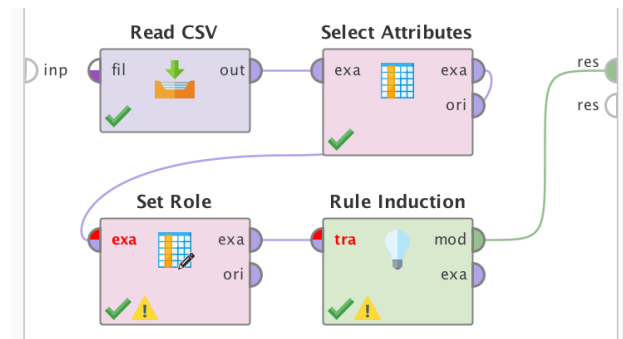 Read CSV
Select Attributes
inp
fil
out
exa
exa
res
ori
res
Set Role
Rule Induction
exa
exa
tra
mod
ori
exa